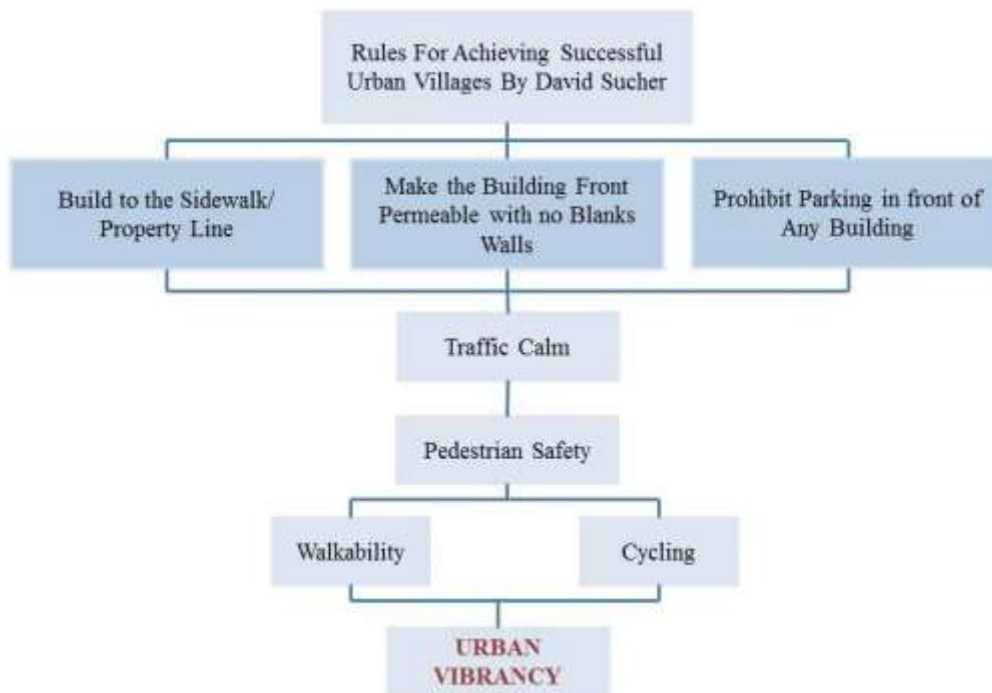 Rules For Achieving Successful
Urban Villages By David Sucher
Build to the Sidewalk/
Property Line
Make the Building Front
Permeable with no Blanks
Walls
Prohibit Parking in front of
Any Building
Traffic Calm
Pedestrian Safety
Walkability
Cycling
URBAN
VIBRANCY